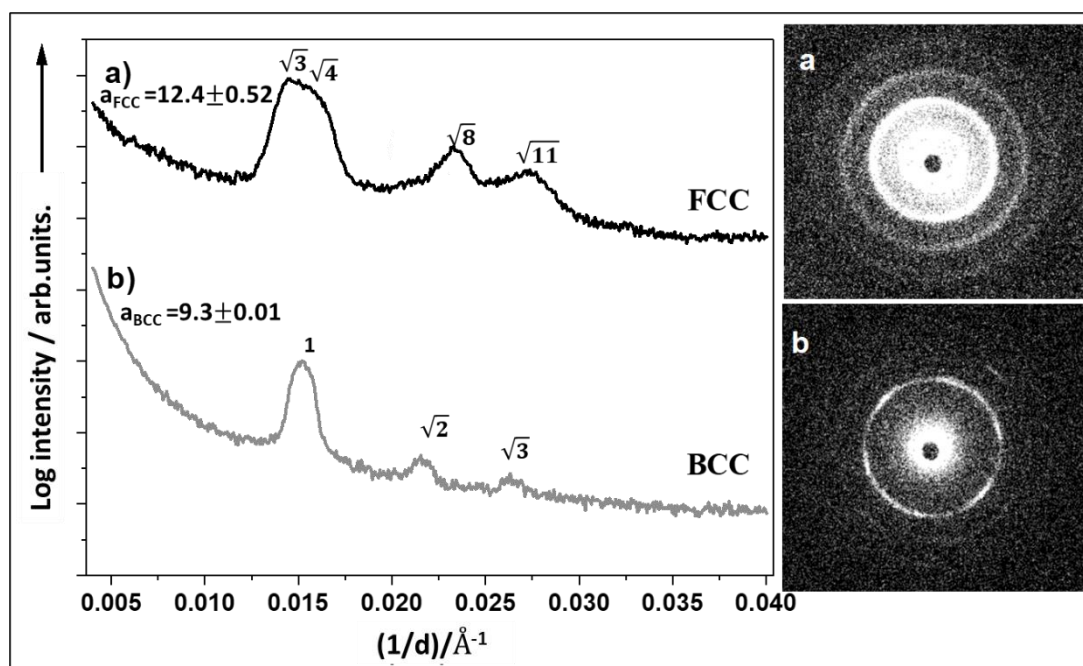 Log intensity / arb.units.
a)
a_FCC =12.4±0.52
√3
√4
√8
√11
FCC
b)
a_BCC =9.3±0.01
1
√2
√3
BCC
0.005 0.010 0.015 0.020 0.025 0.030 0.035 0.040
(1/d)/Å⁻¹
a
b